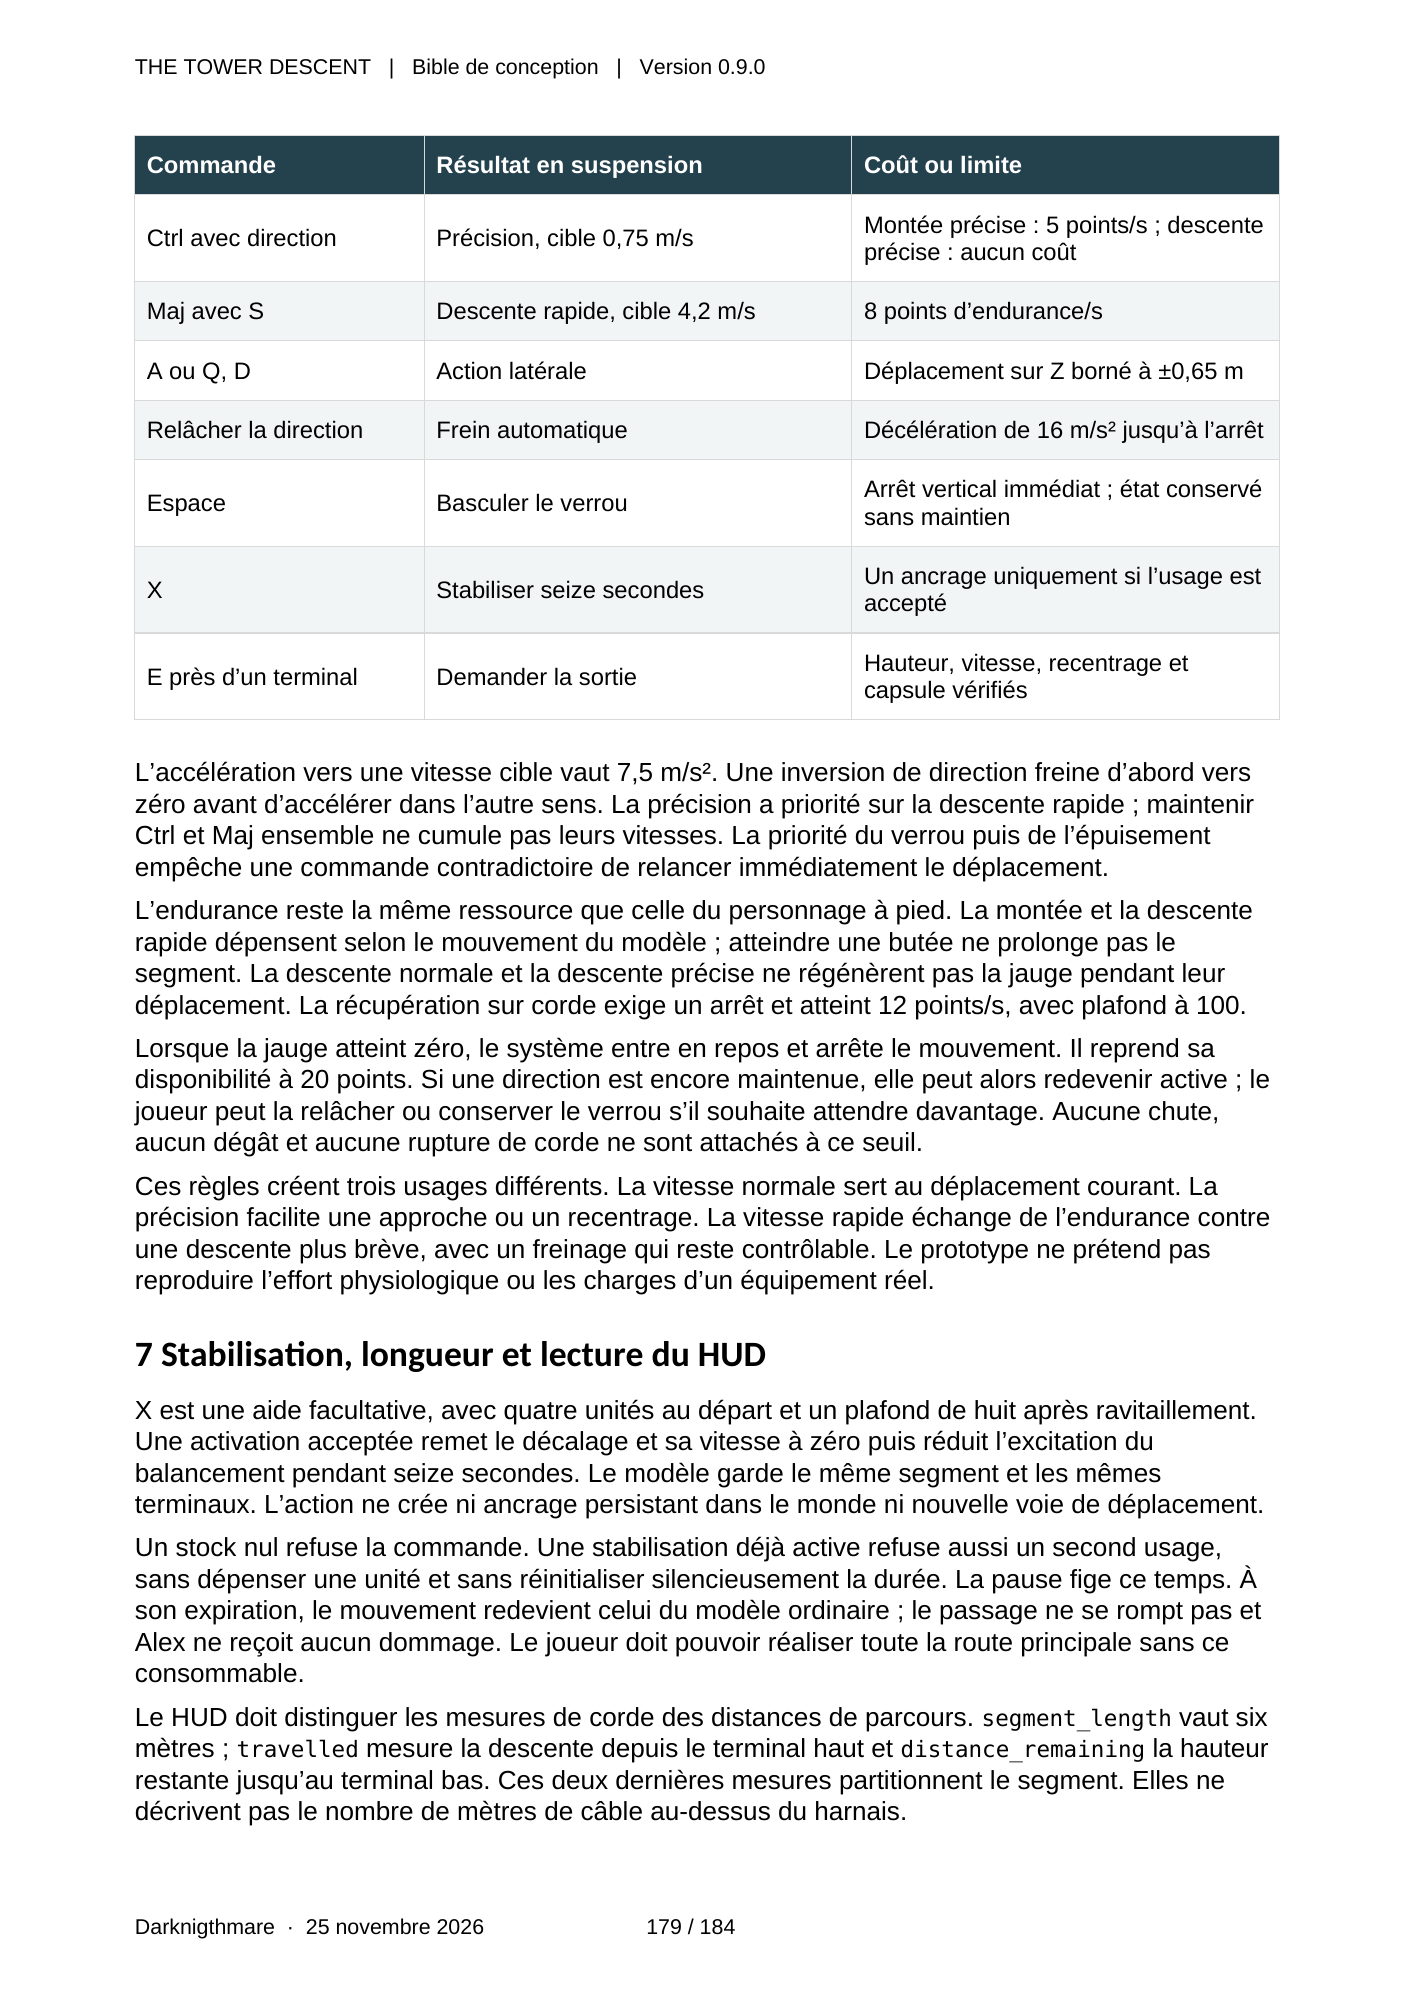 THE TOWER DESCENT | Bible de conception | Version 0.9.0
Commande Résultat en suspension Coût ou limite
Ctrl avec direction Précision, cible 0,75 m/s Montée précise : 5 points/s ; descente
précise : aucun coût
Maj avec S Descente rapide, cible 4,2 m/s 8 points d’endurance/s
A ou Q, D Action latérale Déplacement sur Z borné à ±0,65 m
Relâcher la direction Frein automatique Décélération de 16 m/s² jusqu’à l’arrêt
Espace Basculer le verrou Arrêt vertical immédiat ; état conservé
sans maintien
X Stabiliser seize secondes Un ancrage uniquement si l’usage est
accepté
E près d’un terminal Demander la sortie Hauteur, vitesse, recentrage et
capsule vérifiés
L’accélération vers une vitesse cible vaut 7,5 m/s². Une inversion de direction freine d’abord vers
zéro avant d’accélérer dans l’autre sens. La précision a priorité sur la descente rapide ; maintenir
Ctrl et Maj ensemble ne cumule pas leurs vitesses. La priorité du verrou puis de l’épuisement
empêche une commande contradictoire de relancer immédiatement le déplacement.
L’endurance reste la même ressource que celle du personnage à pied. La montée et la descente
rapide dépensent selon le mouvement du modèle ; atteindre une butée ne prolonge pas le
segment. La descente normale et la descente précise ne régénèrent pas la jauge pendant leur
déplacement. La récupération sur corde exige un arrêt et atteint 12 points/s, avec plafond à 100.
Lorsque la jauge atteint zéro, le système entre en repos et arrête le mouvement. Il reprend sa
disponibilité à 20 points. Si une direction est encore maintenue, elle peut alors redevenir active ; le
joueur peut la relâcher ou conserver le verrou s’il souhaite attendre davantage. Aucune chute,
aucun dégât et aucune rupture de corde ne sont attachés à ce seuil.
Ces règles créent trois usages différents. La vitesse normale sert au déplacement courant. La
précision facilite une approche ou un recentrage. La vitesse rapide échange de l’endurance contre
une descente plus brève, avec un freinage qui reste contrôlable. Le prototype ne prétend pas
reproduire l’effort physiologique ou les charges d’un équipement réel.
7 Stabilisation, longueur et lecture du HUD
X est une aide facultative, avec quatre unités au départ et un plafond de huit après ravitaillement.
Une activation acceptée remet le décalage et sa vitesse à zéro puis réduit l’excitation du
balancement pendant seize secondes. Le modèle garde le même segment et les mêmes
terminaux. L’action ne crée ni ancrage persistant dans le monde ni nouvelle voie de déplacement.
Un stock nul refuse la commande. Une stabilisation déjà active refuse aussi un second usage,
sans dépenser une unité et sans réinitialiser silencieusement la durée. La pause fige ce temps. À
son expiration, le mouvement redevient celui du modèle ordinaire ; le passage ne se rompt pas et
Alex ne reçoit aucun dommage. Le joueur doit pouvoir réaliser toute la route principale sans ce
consommable.
Le HUD doit distinguer les mesures de corde des distances de parcours. segment_length vaut six
mètres ; travelled mesure la descente depuis le terminal haut et distance_remaining la hauteur
restante jusqu’au terminal bas. Ces deux dernières mesures partitionnent le segment. Elles ne
décrivent pas le nombre de mètres de câble au-dessus du harnais.
Darknigthmare · 25 novembre 2026 179 / 184